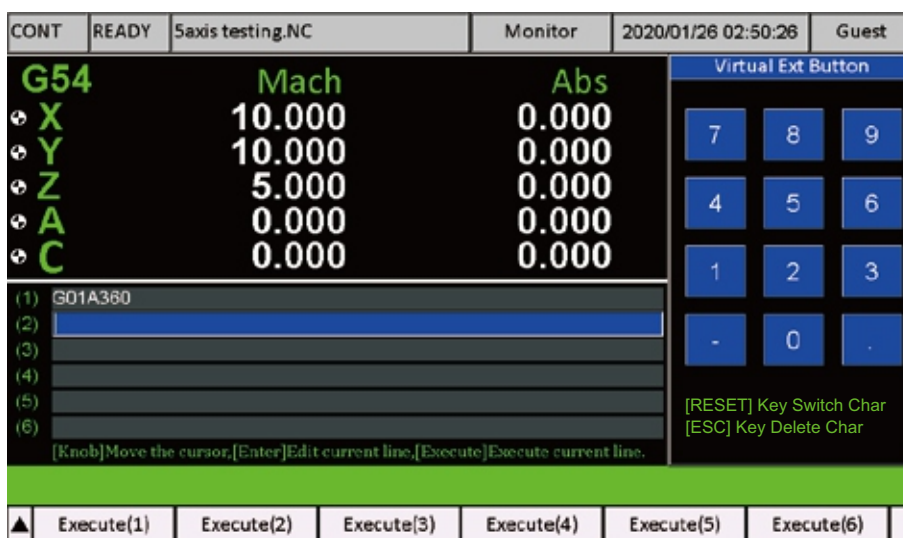 CONT READY 5axis testing.NC Monitor 2020/01/26 02:50:26 Guest
G54 Mach Abs
X 10.000 0.000
Y 10.000 0.000
Z 5.000 0.000
A 0.000 0.000
C 0.000 0.000
(1) G01A360
(2)
(3)
(4)
(5)
(6)
[Knob]Move the cursor,[Enter]Edit current line,[Execute]Execute current line.
Virtual Ext Button
7 8 9
4 5 6
1 2 3
- 0 .
[RESET] Key Switch Char
[ESC] Key Delete Char
▲ Execute(1) Execute(2) Execute(3) Execute(4) Execute(5) Execute(6)